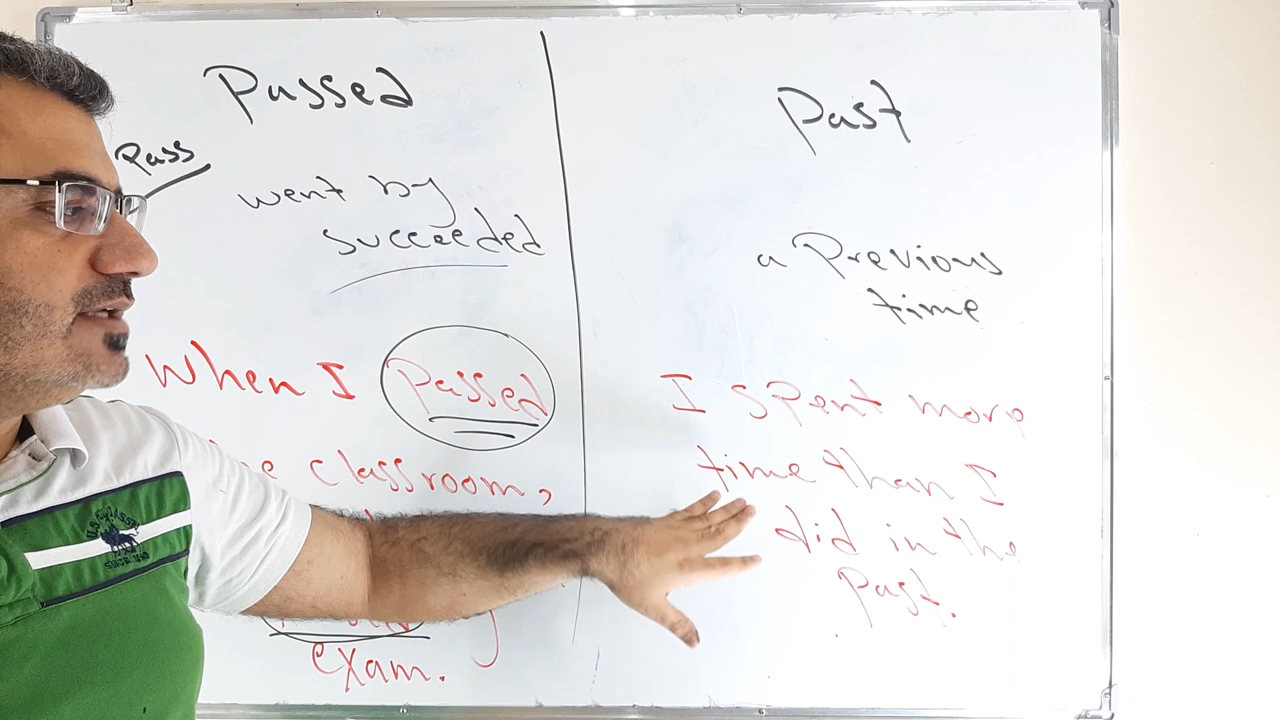 Passed
Pass
went by
succeeded
When I passed
classroom,
exam.
Past
a Previous
time
I spent more
time than I
did in the
Past.